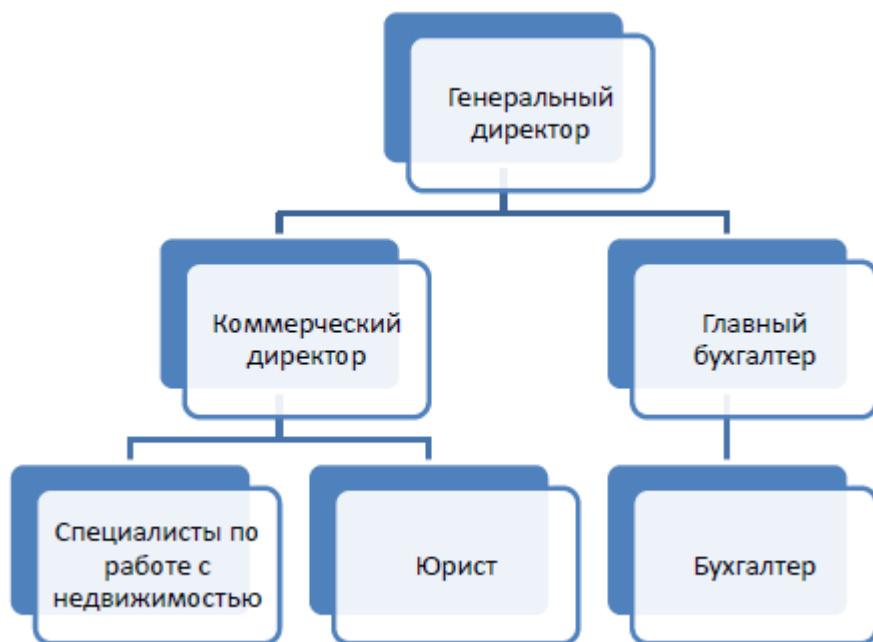 Генеральный
директор
Коммерческий
директор
Главный
бухгалтер
Специалисты по
работе с
недвижимостью
Юрист
Бухгалтер